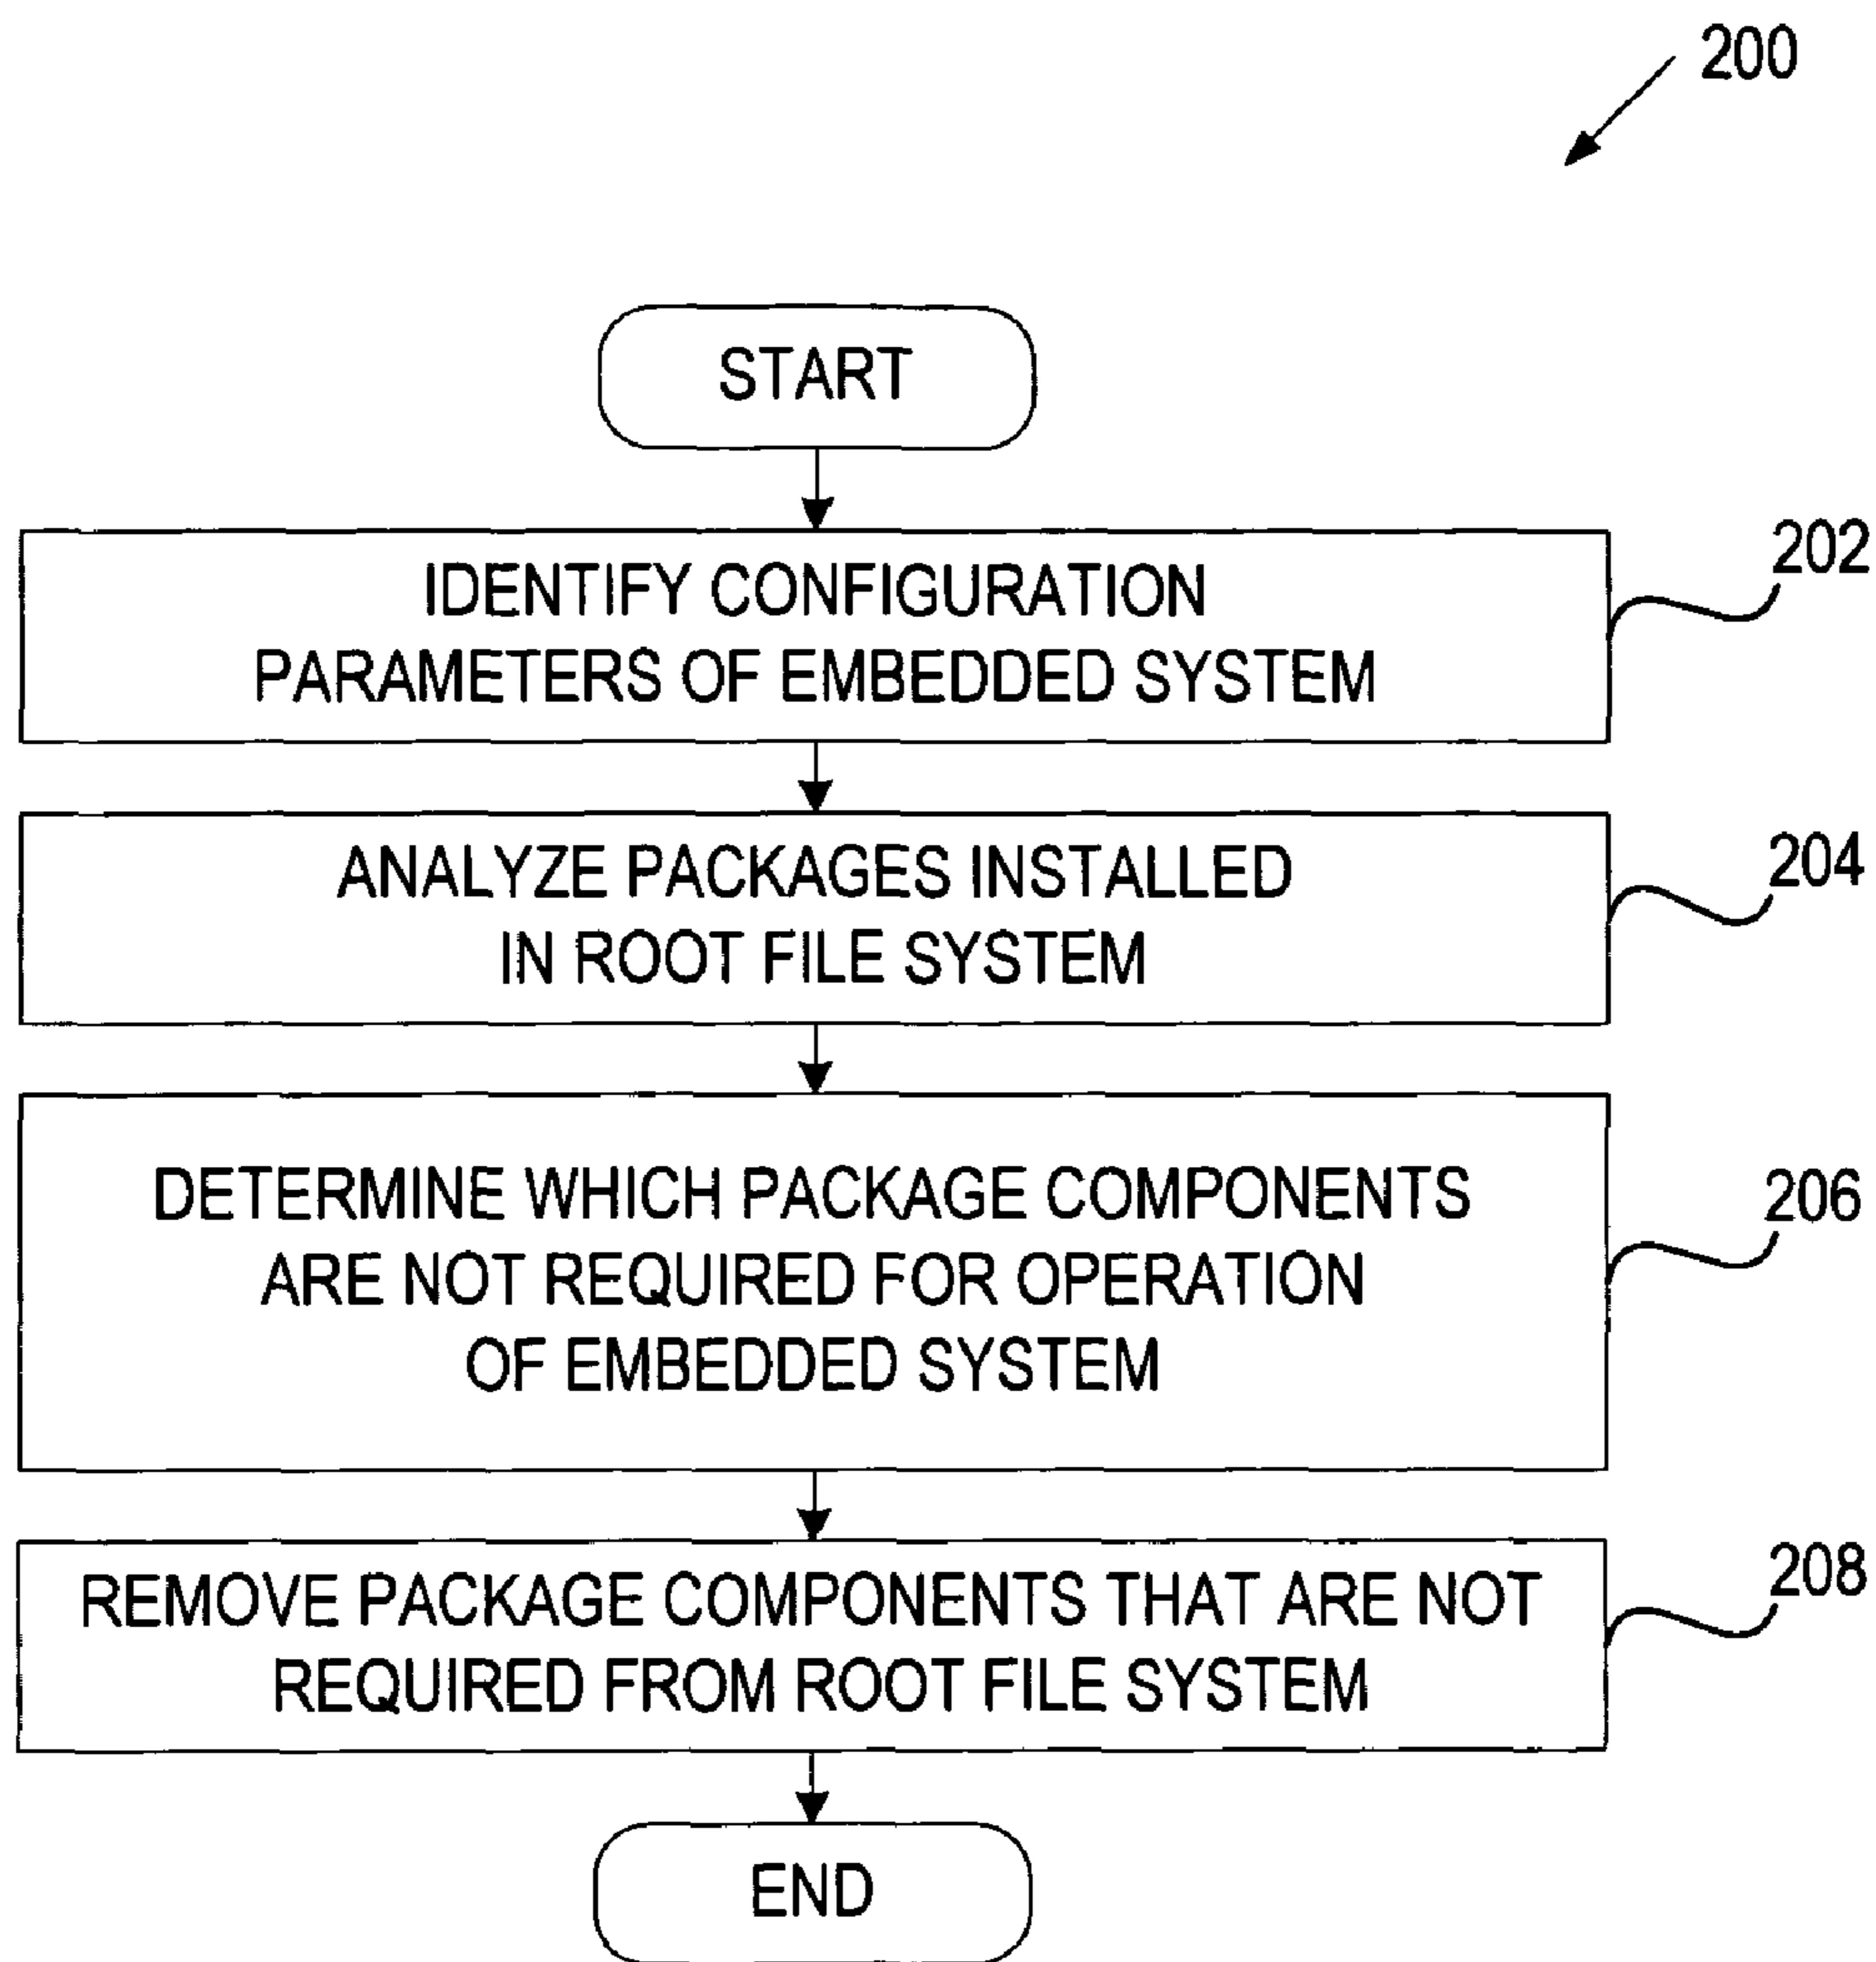 200
START
IDENTIFY CONFIGURATION
PARAMETERS OF EMBEDDED SYSTEM
202
ANALYZE PACKAGES INSTALLED
IN ROOT FILE SYSTEM
204
DETERMINE WHICH PACKAGE COMPONENTS
ARE NOT REQUIRED FOR OPERATION
OF EMBEDDED SYSTEM
206
REMOVE PACKAGE COMPONENTS THAT ARE NOT
REQUIRED FROM ROOT FILE SYSTEM
208
END